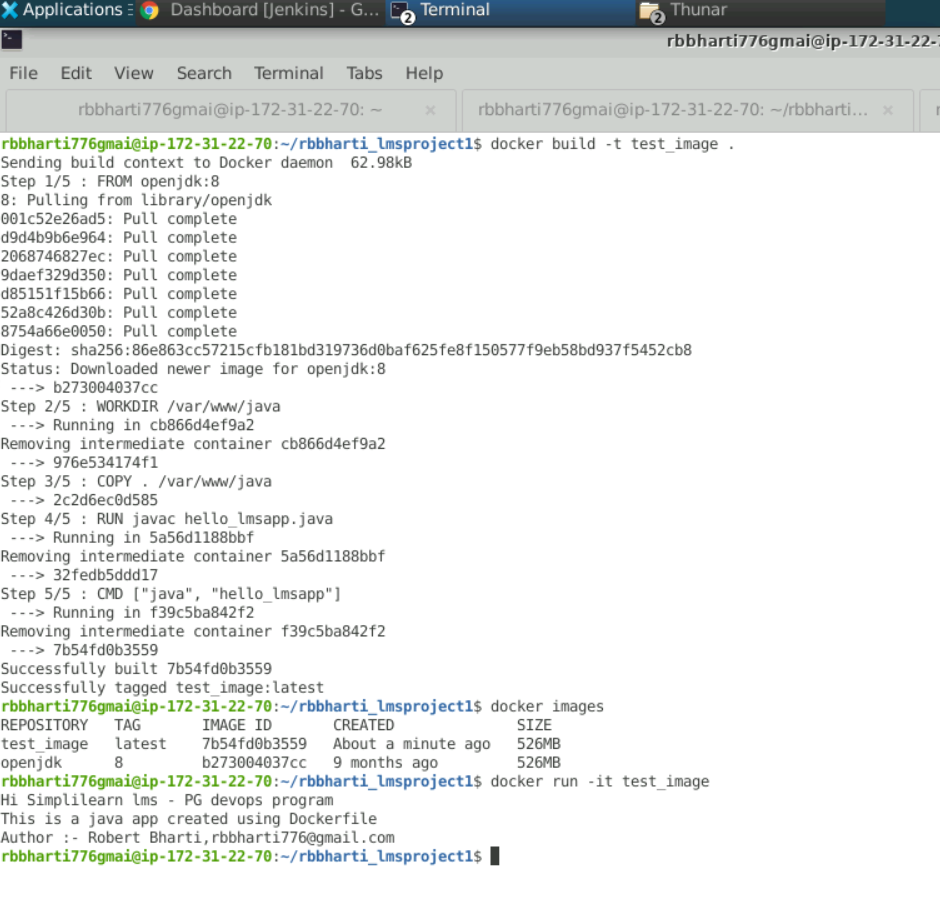 Applications
Dashboard [Jenkins] - G...
2
Terminal
2
Thunar
rbbharti776gmai@ip-172-31-22-
File Edit View Search Terminal Tabs Help
rbbharti776gmai@ip-172-31-22-70: ~ ×
rbbharti776gmai@ip-172-31-22-70: ~/rbbharti... ×
rbbharti776gmai@ip-172-31-22-70:~/rbbharti_lmsproject1$ docker build -t test_image .
Sending build context to Docker daemon  62.98kB
Step 1/5 : FROM openjdk:8
8: Pulling from library/openjdk
001c52e26ad5: Pull complete
d9d4b9b6e964: Pull complete
2068746827ec: Pull complete
9daef329d350: Pull complete
d85151f15b66: Pull complete
52a8c426d30b: Pull complete
8754a66e0050: Pull complete
Digest: sha256:86e863cc57215cfb181bd319736d0baf625fe8f150577f9eb58bd937f5452cb8
Status: Downloaded newer image for openjdk:8
 ---> b273004037cc
Step 2/5 : WORKDIR /var/www/java
 ---> Running in cb866d4ef9a2
Removing intermediate container cb866d4ef9a2
 ---> 976e534174f1
Step 3/5 : COPY . /var/www/java
 ---> 2c2d6ec0d585
Step 4/5 : RUN javac hello_lmsapp.java
 ---> Running in 5a56d1188bbf
Removing intermediate container 5a56d1188bbf
 ---> 32fedb5ddd17
Step 5/5 : CMD ["java", "hello_lmsapp"]
 ---> Running in f39c5ba842f2
Removing intermediate container f39c5ba842f2
 ---> 7b54fd0b3559
Successfully built 7b54fd0b3559
Successfully tagged test_image:latest
rbbharti776gmai@ip-172-31-22-70:~/rbbharti_lmsproject1$ docker images
REPOSITORY   TAG       IMAGE ID       CREATED              SIZE
test_image   latest    7b54fd0b3559   About a minute ago   526MB
openjdk      8         b273004037cc   9 months ago         526MB
rbbharti776gmai@ip-172-31-22-70:~/rbbharti_lmsproject1$ docker run -it test_image
Hi Simplilearn lms - PG devops program
This is a java app created using Dockerfile
Author :- Robert Bharti,rbbharti776@gmail.com
rbbharti776gmai@ip-172-31-22-70:~/rbbharti_lmsproject1$